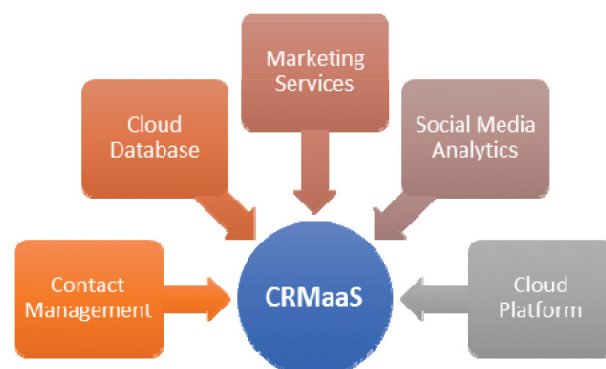 Marketing
Services
Cloud
Database
Social Media
Analytics
Contact
Management
CRMaaS
Cloud
Platform